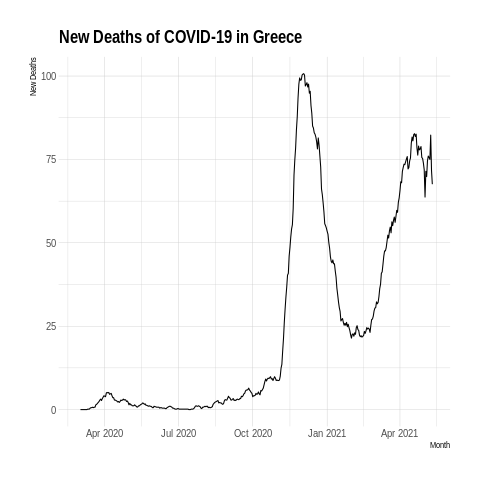 New Deaths of COVID-19 in Greece
New Deaths
100
75
50
25
0
Apr 2020 Jul 2020 Oct 2020 Jan 2021 Apr 2021
Month